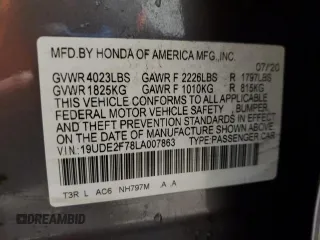 MFD.BY HONDA OF AMERICA MFG.,INC.
07/20
GVWR 4023LBS GAWR F 2226LBS R 1797LBS
GVWR 1825KG GAWR F 1010KG R 815KG
THIS VEHICLE CONFORMS TO ALL APPLICABLE
FEDERAL MOTOR VEHICLE SAFETY, BUMPER,
AND THEFT PREVENTION STANDARDS IN EFFECT
ON THE DATE OF MANUFACTURE SHOWN ABOVE.
VIN:19UDE2F78LA007863 TYPE:PASSENGER CAR
T3R L AC6 NH797M A A
DREAMBID